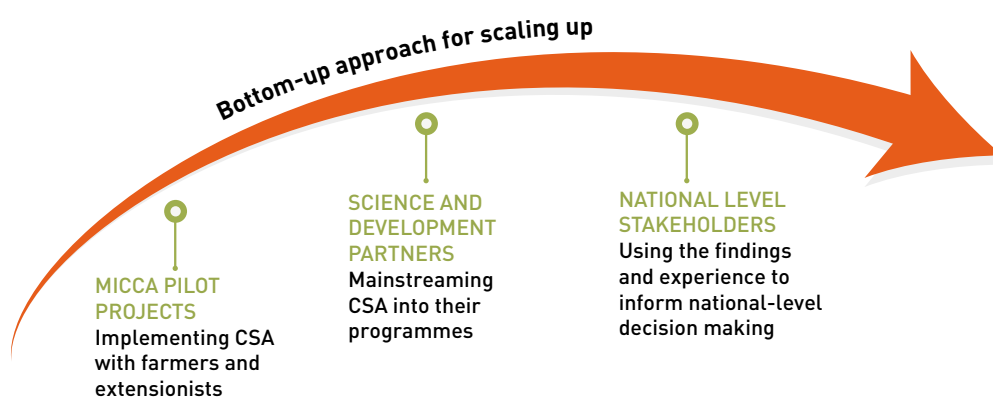 Bottom-up approach for scaling up
MICCA PILOT
PROJECTS
Implementing CSA
with farmers and
extensionists
SCIENCE AND
DEVELOPMENT
PARTNERS
Mainstreaming
CSA into their
programmes
NATIONAL LEVEL
STAKEHOLDERS
Using the findings
and experience to
inform national-level
decision making